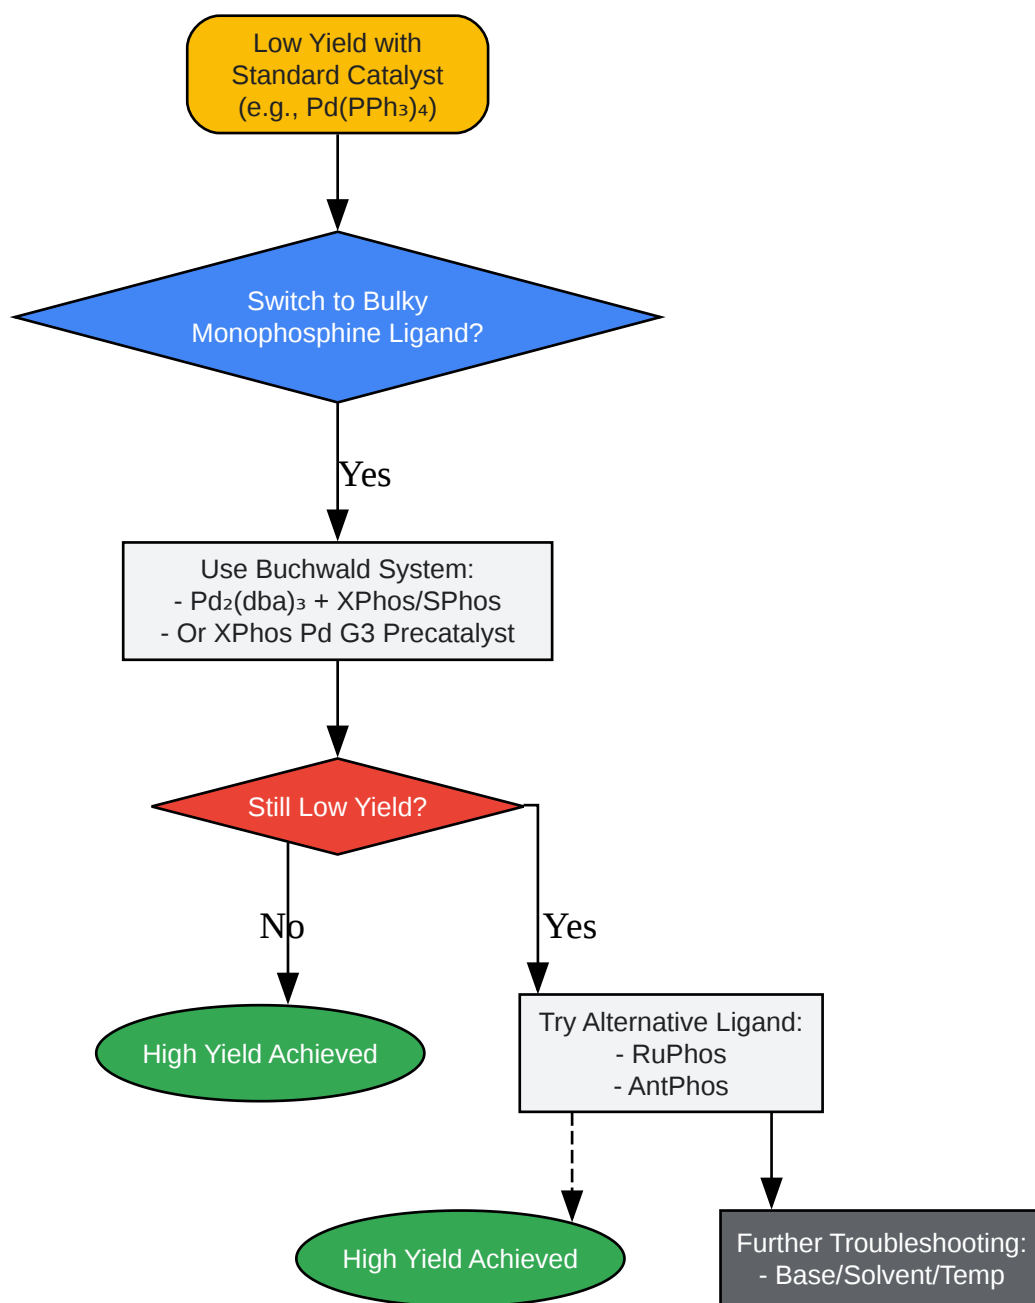 Low Yield with
Standard Catalyst
(e.g., Pd(PPh₃)₄)
Switch to Bulky
Monophosphine Ligand?
Yes
Use Buchwald System:
- Pd₂(dba)₃ + XPhos/SPhos
- Or XPhos Pd G3 Precatalyst
Still Low Yield?
No
Yes
High Yield Achieved
Try Alternative Ligand:
- RuPhos
- AntPhos
High Yield Achieved
Further Troubleshooting:
- Base/Solvent/Temp